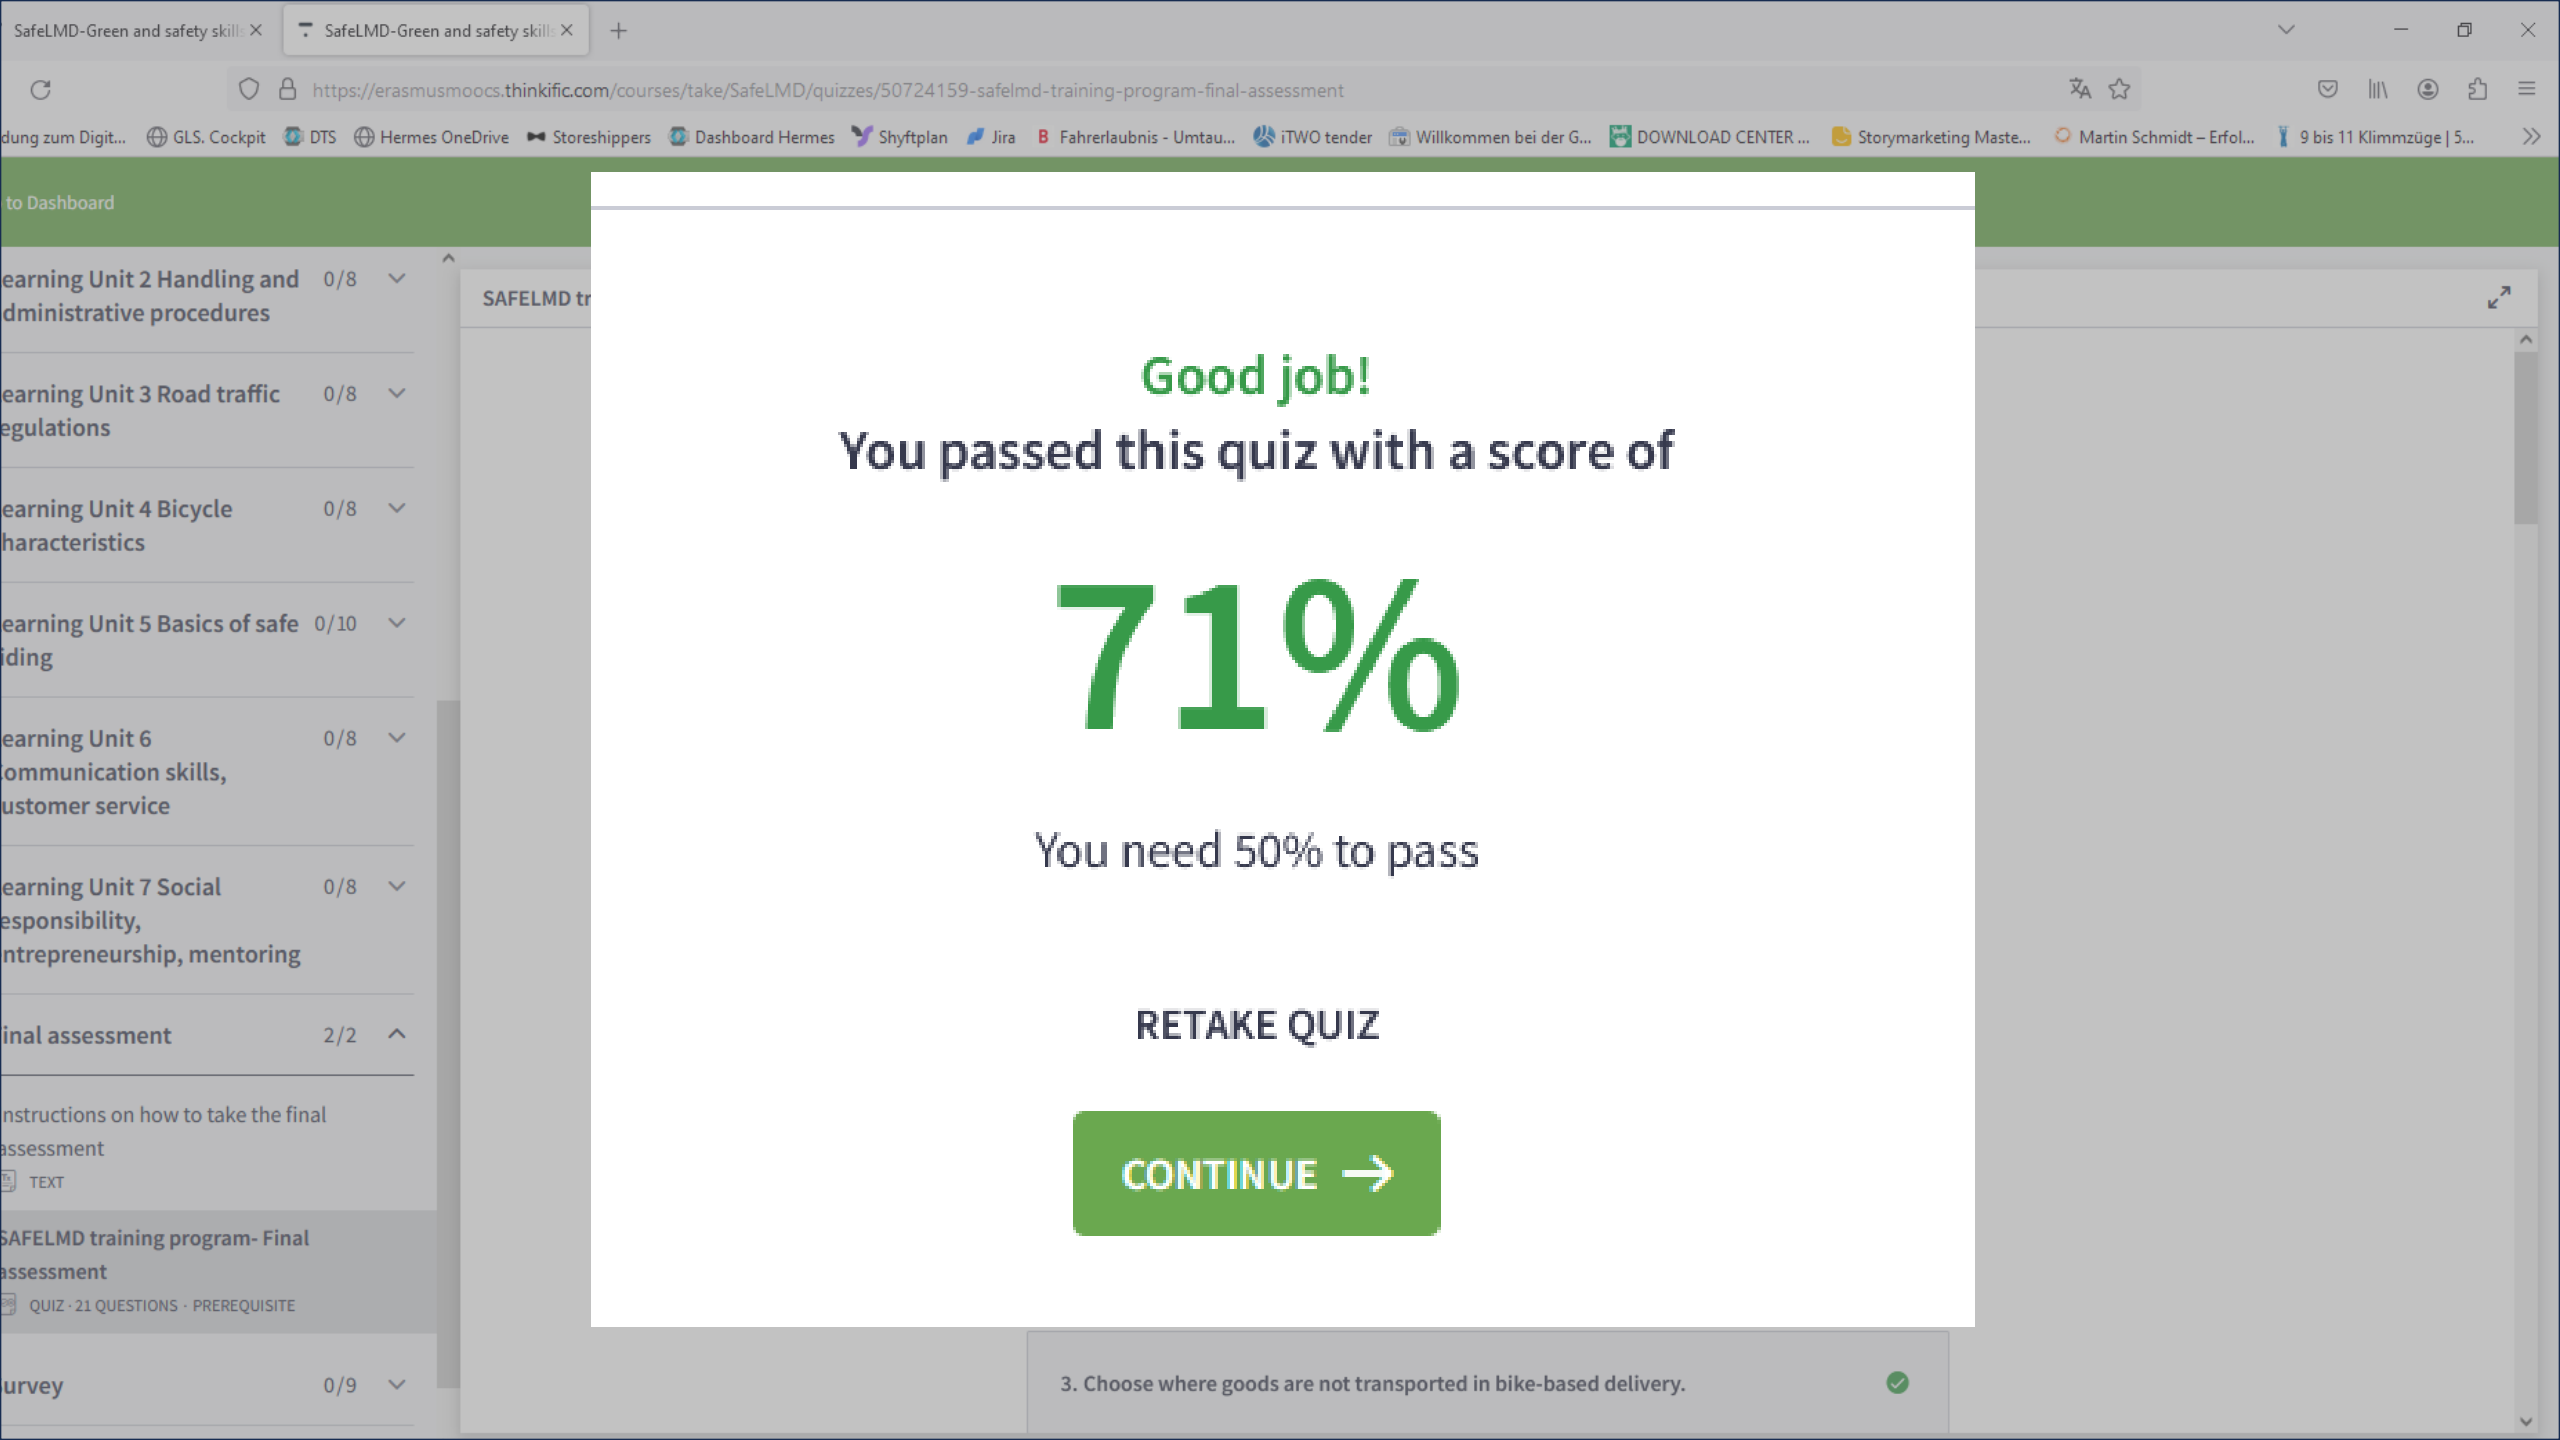 SafeLMD-Green and safety skill
SafeLMD-Green and safety skill
https://erasmusmoocs.thinkific.com/courses/take/SafeLMD/quizzes/50724159-safelmd-training-program-final-assessment
dung zum Digit... GLS. Cockpit DTS Hermes OneDrive Storeshippers Dashboard Hermes Shyftplan Jira B Fahrerlaubnis - Umtau... iTWO tender Willkommen bei der G... DOWNLOAD CENTER ... Storymarketing Maste... Martin Schmidt – Erfol... 9 bis 11 Klimmzüge | 5...
to Dashboard
earning Unit 2 Handling and 0/8
dministrative procedures
earning Unit 3 Road traffic 0/8
egulations
earning Unit 4 Bicycle 0/8
haracteristics
earning Unit 5 Basics of safe 0/10
iding
earning Unit 6 0/8
ommunication skills,
ustomer service
earning Unit 7 Social 0/8
esponsibility,
ntrepreneurship, mentoring
inal assessment 2/2
nstructions on how to take the final
assessment
TEXT
SAFELMD training program- Final
assessment
QUIZ · 21 QUESTIONS · PREREQUISITE
urvey 0/9
SAFELMD tr
Good job!
You passed this quiz with a score of
71%
You need 50% to pass
RETAKE QUIZ
CONTINUE →
3. Choose where goods are not transported in bike-based delivery.